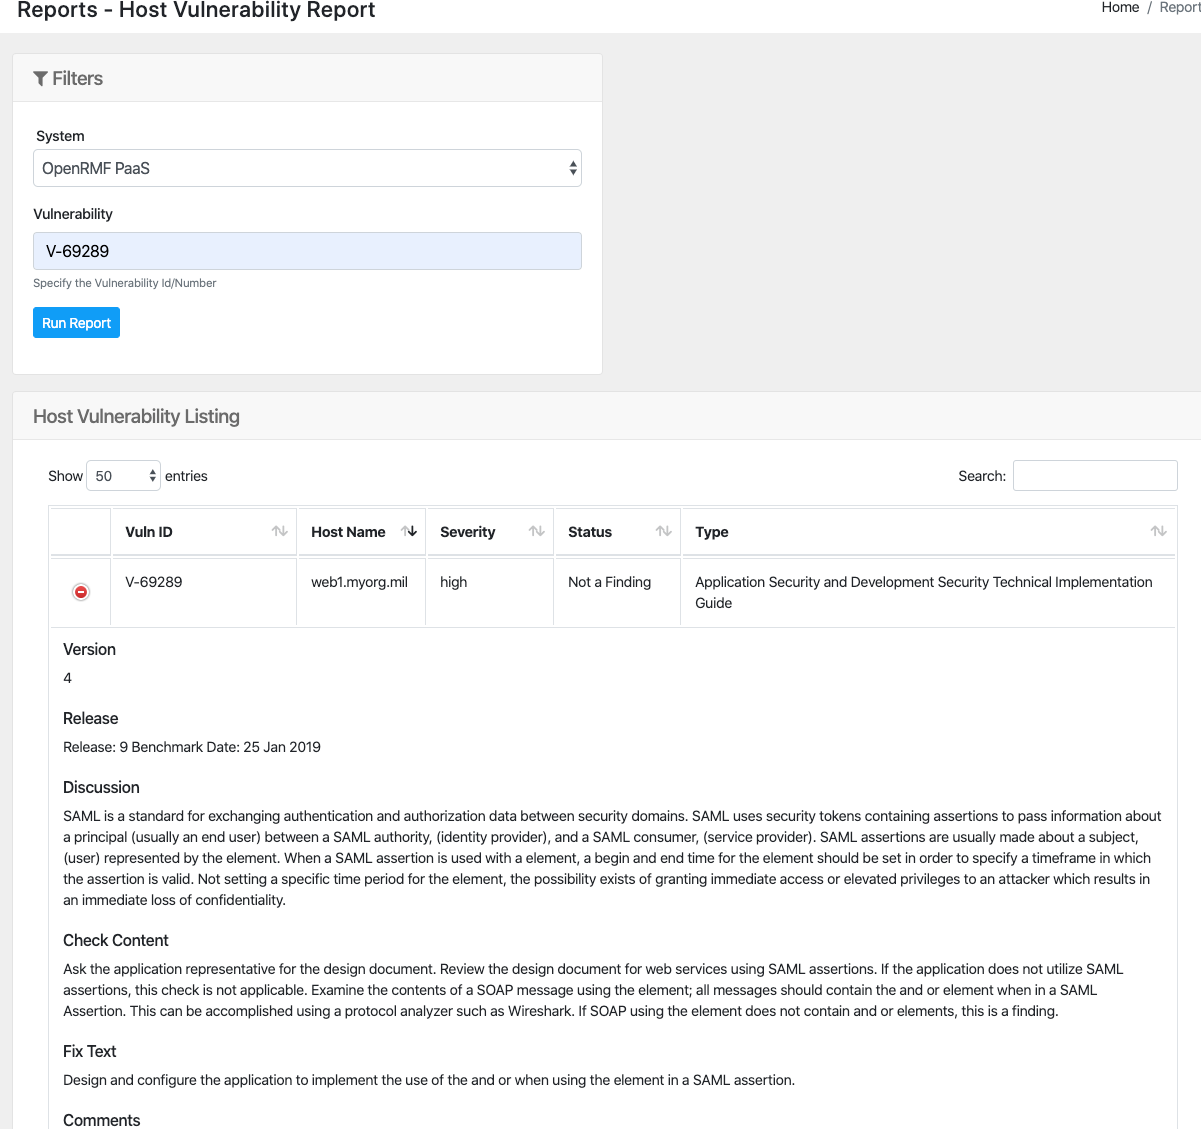 Reports - Host Vulnerability Report
Home / Report
Filters
System
OpenRMF PaaS
Vulnerability
V-69289
Specify the Vulnerability Id/Number
Run Report
Host Vulnerability Listing
Show 50 entries
Search:
Vuln ID Host Name Severity Status Type
V-69289 web1.myorg.mil high Not a Finding Application Security and Development Security Technical Implementation
Guide
Version
4
Release
Release: 9 Benchmark Date: 25 Jan 2019
Discussion
SAML is a standard for exchanging authentication and authorization data between security domains. SAML uses security tokens containing assertions to pass information about
a principal (usually an end user) between a SAML authority, (identity provider), and a SAML consumer, (service provider). SAML assertions are usually made about a subject,
(user) represented by the element. When a SAML assertion is used with a element, a begin and end time for the element should be set in order to specify a timeframe in which
the assertion is valid. Not setting a specific time period for the element, the possibility exists of granting immediate access or elevated privileges to an attacker which results in
an immediate loss of confidentiality.
Check Content
Ask the application representative for the design document. Review the design document for web services using SAML assertions. If the application does not utilize SAML
assertions, this check is not applicable. Examine the contents of a SOAP message using the element; all messages should contain the and or element when in a SAML
Assertion. This can be accomplished using a protocol analyzer such as Wireshark. If SOAP using the element does not contain and or elements, this is a finding.
Fix Text
Design and configure the application to implement the use of the and or when using the element in a SAML assertion.
Comments